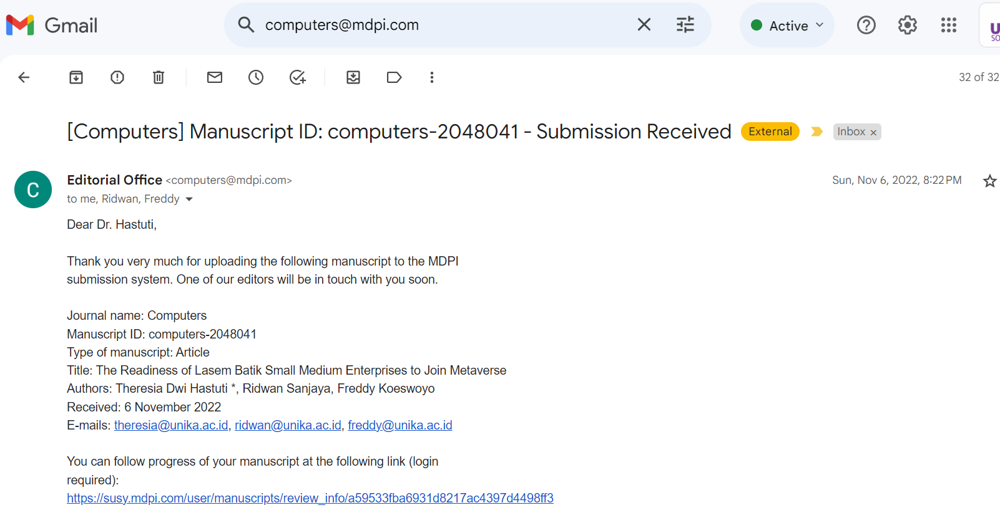 Gmail
computers@mdpi.com
Active
32 of 32
[Computers] Manuscript ID: computers-2048041 - Submission Received External Inbox ×
Editorial Office <computers@mdpi.com> Sun, Nov 6, 2022, 8:22 PM
to me, Ridwan, Freddy
C
Dear Dr. Hastuti,
Thank you very much for uploading the following manuscript to the MDPI
submission system. One of our editors will be in touch with you soon.
Journal name: Computers
Manuscript ID: computers-2048041
Type of manuscript: Article
Title: The Readiness of Lasem Batik Small Medium Enterprises to Join Metaverse
Authors: Theresia Dwi Hastuti *, Ridwan Sanjaya, Freddy Koeswoyo
Received: 6 November 2022
E-mails: theresia@unika.ac.id, ridwan@unika.ac.id, freddy@unika.ac.id
You can follow progress of your manuscript at the following link (login
required):
https://susy.mdpi.com/user/manuscripts/review_info/a59533fba6931d8217ac4397d4498ff3